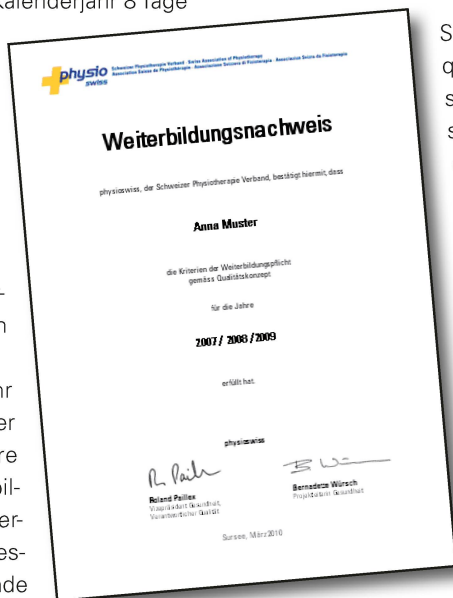 Kalenderjahr 8 Tage
physio
swiss
Schweizer Physiotherapie Verband · Swiss Association of Physiotherapy
Association Suisse de Physiothérapie · Associazione Svizzera di Fisioterapia · Associaziun Svizra da Fisioterapia
Weiterbildungsnachweis
physioswiss, der Schweizer Physiotherapie Verband, bestätigt hiermit, dass
Anna Muster
die Kriterien der Weiterbildungspflicht
gemäss Qualitätskonzept
für die Jahre
2007 / 2008 / 2009
erfüllt hat.
physioswiss
Roland Paillex
Vizepräsident Gesundheit,
Verantwortlicher Qualität
Bernadette Würsch
Projektleiterin Gesundheit
Sursee, März 2010